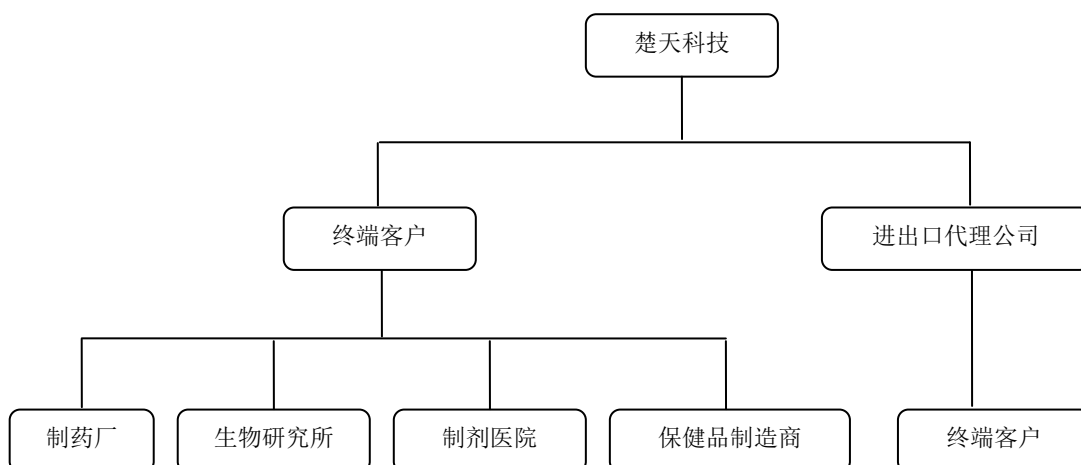 楚天科技
终端客户
进出口代理公司
制药厂
生物研究所
制剂医院
保健品制造商
终端客户